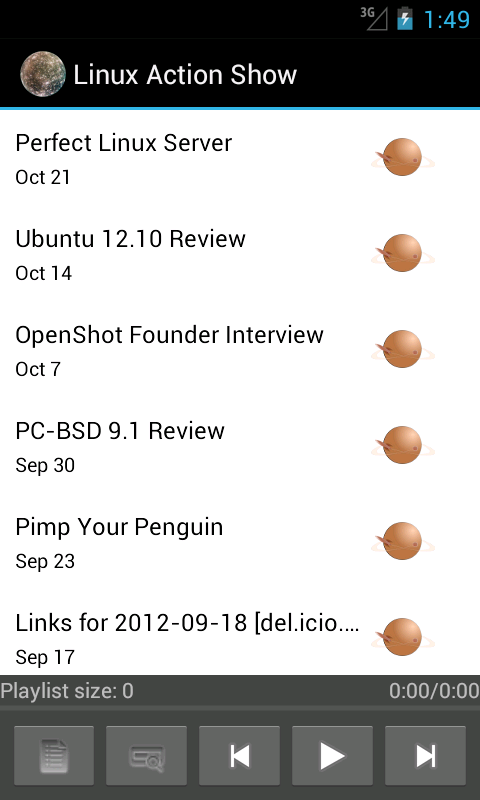 3G
1:49
Linux Action Show
Perfect Linux Server
Oct 21
Ubuntu 12.10 Review
Oct 14
OpenShot Founder Interview
Oct 7
PC-BSD 9.1 Review
Sep 30
Pimp Your Penguin
Sep 23
Links for 2012-09-18 [del.icio....
Sep 17
Playlist size: 0 0:00/0:00